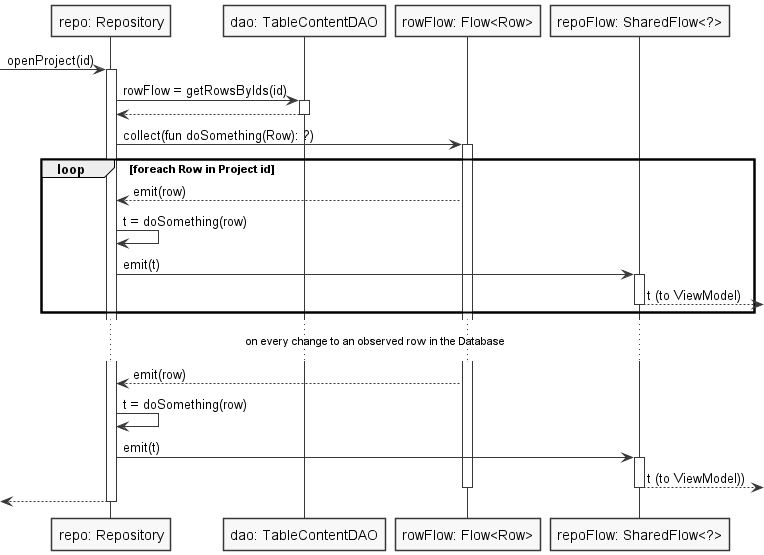 repo: Repository
dao: TableContentDAO
rowFlow: Flow<Row>
repoFlow: SharedFlow<?>
openProject(id)
rowFlow = getRowsByIds(id)
collect(fun doSomething(Row): ?)
loop
[foreach Row in Project id]
emit(row)
t = doSomething(row)
emit(t)
t (to ViewModel)
on every change to an observed row in the Database
emit(row)
t = doSomething(row)
emit(t)
t (to ViewModel))
repo: Repository
dao: TableContentDAO
rowFlow: Flow<Row>
repoFlow: SharedFlow<?>